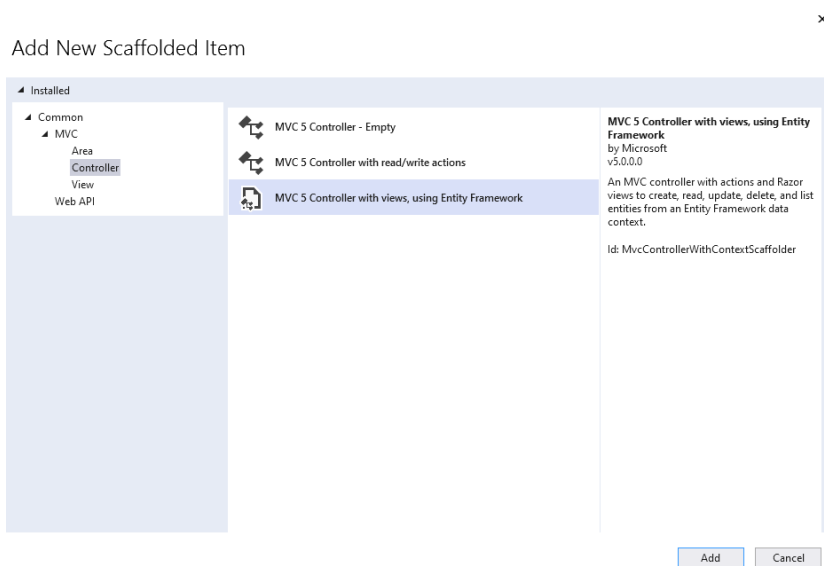 Add New Scaffolded Item
Installed
Common
MVC
Area
Controller
View
Web API
MVC 5 Controller - Empty
MVC 5 Controller with read/write actions
MVC 5 Controller with views, using Entity Framework
MVC 5 Controller with views, using Entity
Framework
by Microsoft
v5.0.0.0
An MVC controller with actions and Razor
views to create, read, update, delete, and list
entities from an Entity Framework data
context.
Id: MvcControllerWithContextScaffolder
Add
Cancel